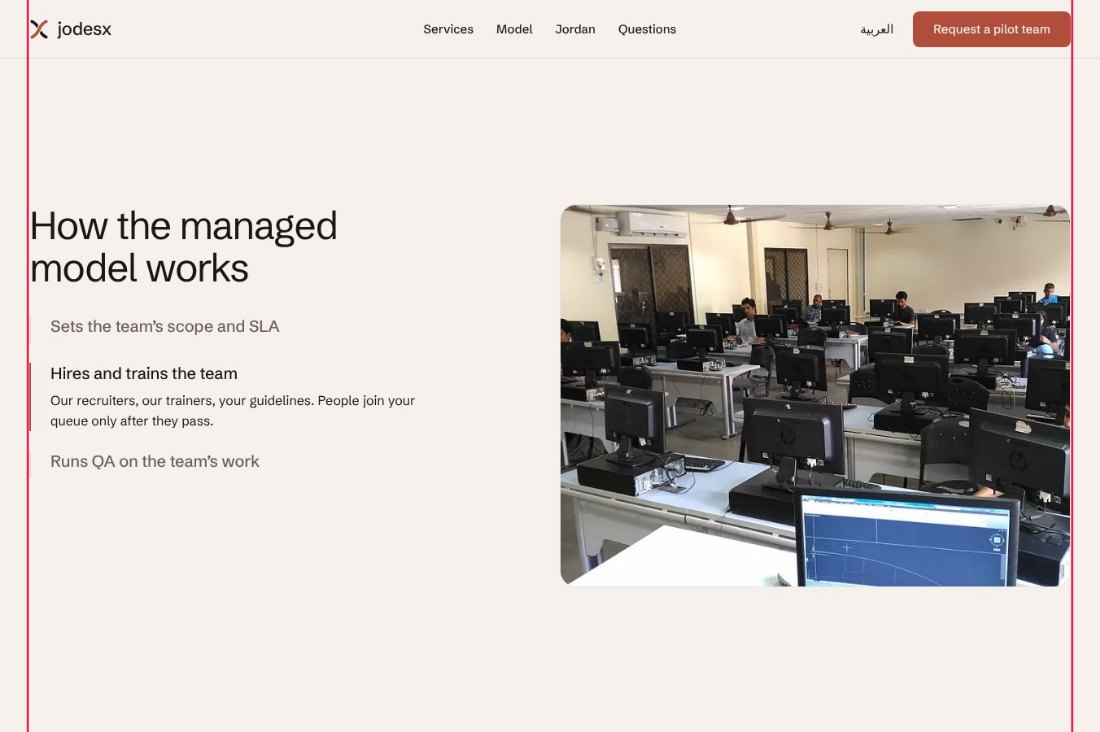 jodesx
Services
Model
Jordan
Questions
العربية
Request a pilot team
How the managed
model works
Sets the team’s scope and SLA
Hires and trains the team
Our recruiters, our trainers, your guidelines. People join your
queue only after they pass.
Runs QA on the team’s work